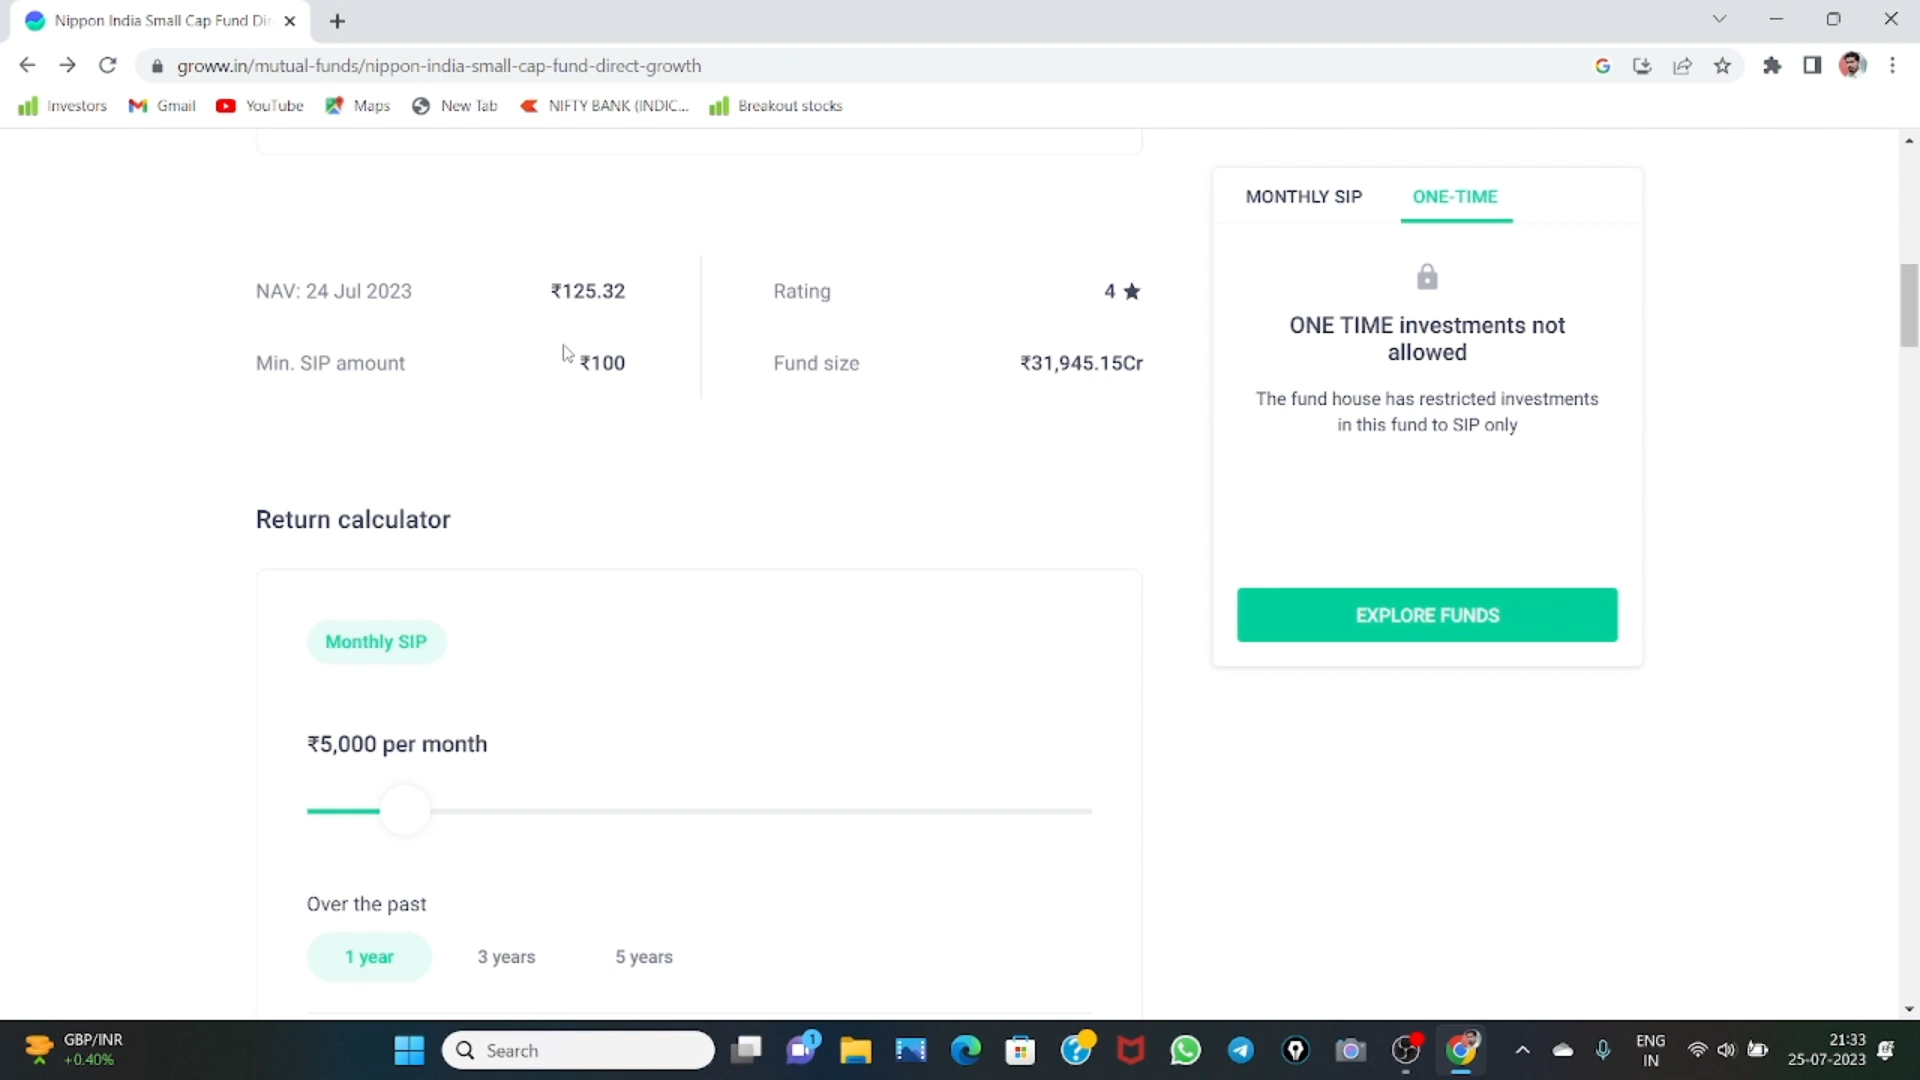 Nippon India Small Cap Fund Dir
groww.in/mutual-funds/nippon-india-small-cap-fund-direct-growth
Investors
Gmail
YouTube
Maps
New Tab
NIFTY BANK (INDIC...
Breakout stocks
NAV: 24 Jul 2023
₹125.32
Rating
4 ★
Min. SIP amount
₹100
Fund size
₹31,945.15Cr
MONTHLY SIP
ONE-TIME
ONE TIME investments not
allowed
The fund house has restricted investments
in this fund to SIP only
EXPLORE FUNDS
Return calculator
Monthly SIP
₹5,000 per month
Over the past
1 year
3 years
5 years
GBP/INR
+0.40%
Search
1
ENG
IN
21:33
25-07-2023